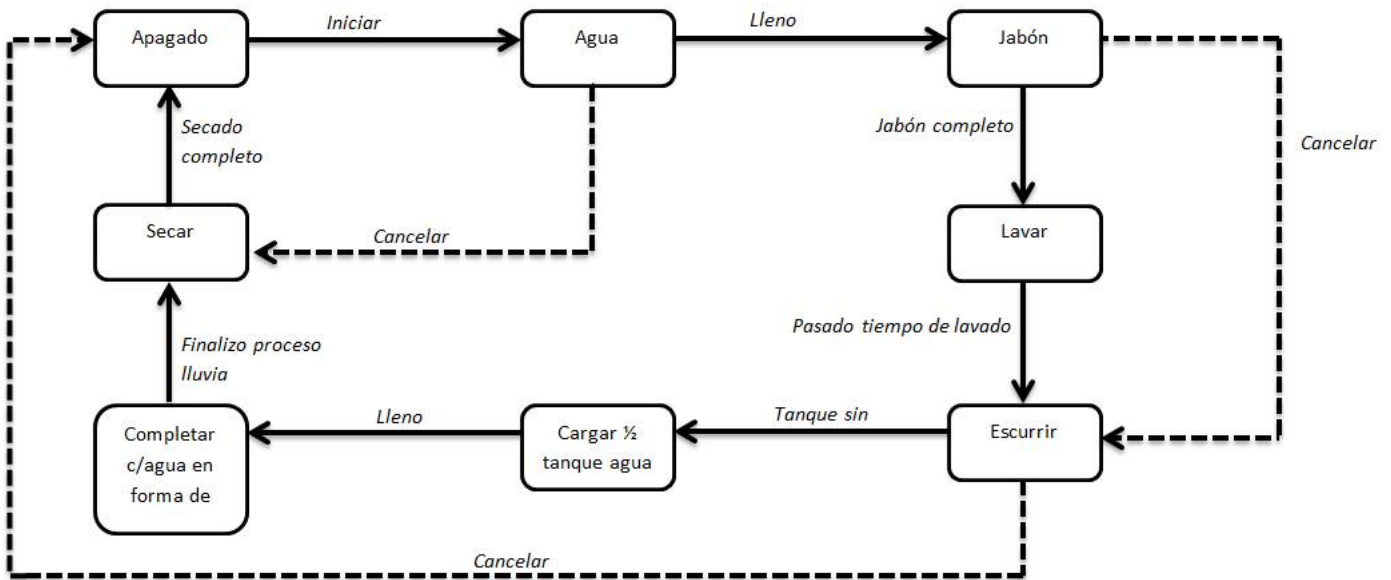 Apagado
Iniciar
Agua
Lleno
Jabón
Secado
completo
Jabón completo
Cancelar
Secar
Cancelar
Lavar
Finalizo proceso
lluvia
Pasado tiempo de lavado
Completar
c/agua en
forma de
Lleno
Cargar ½
tanque agua
Tanque sin
Escurrir
Cancelar